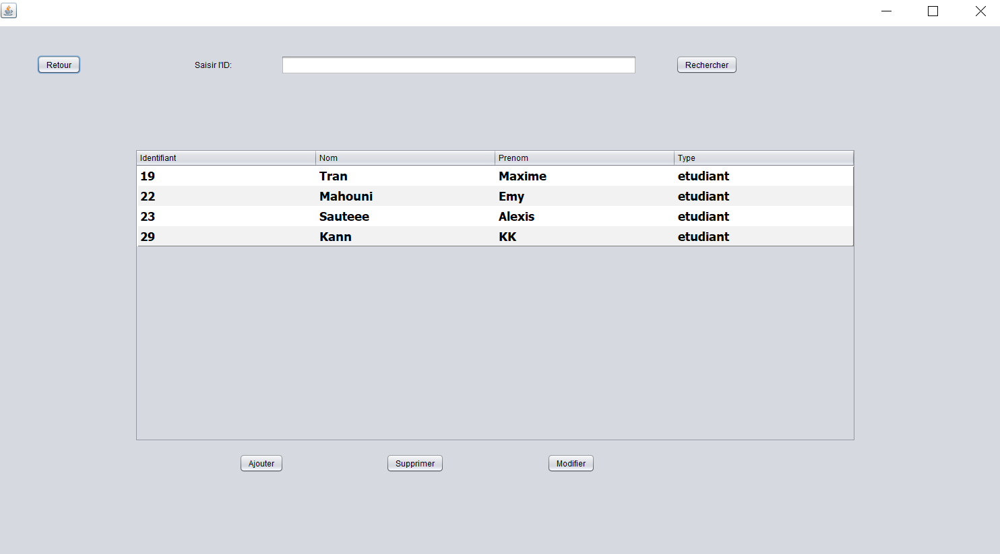 Retour Saisir l'ID: Rechercher
Identifiant Nom Prenom Type
19 Tran Maxime etudiant
22 Mahouni Emy etudiant
23 Sauteee Alexis etudiant
29 Kann KK etudiant
Ajouter Supprimer Modifier